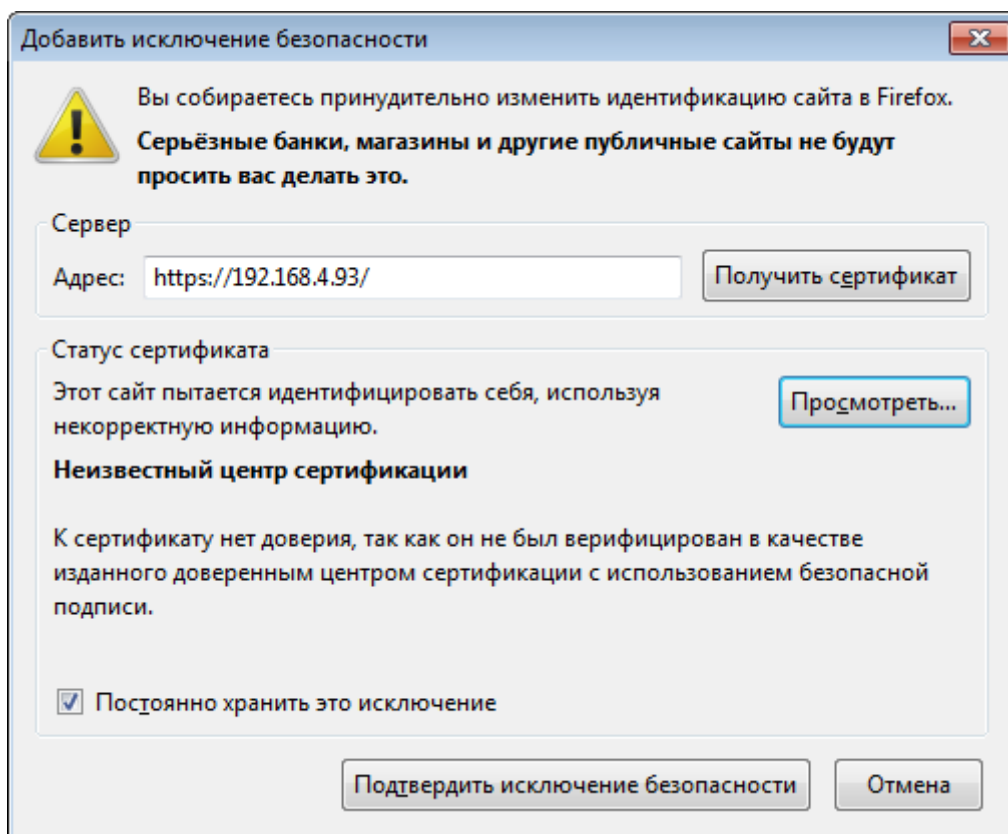 Добавить исключение безопасности
Вы собираетесь принудительно изменить идентификацию сайта в Firefox.
Серьёзные банки, магазины и другие публичные сайты не будут
просить вас делать это.
Сервер
Адрес: https://192.168.4.93/ Получить сертификат
Статус сертификата
Этот сайт пытается идентифицировать себя, используя
некорректную информацию.
Просмотреть...
Неизвестный центр сертификации
К сертификату нет доверия, так как он не был верифицирован в качестве
изданного доверенным центром сертификации с использованием безопасной
подписи.
Постоянно хранить это исключение
Подтвердить исключение безопасности Отмена